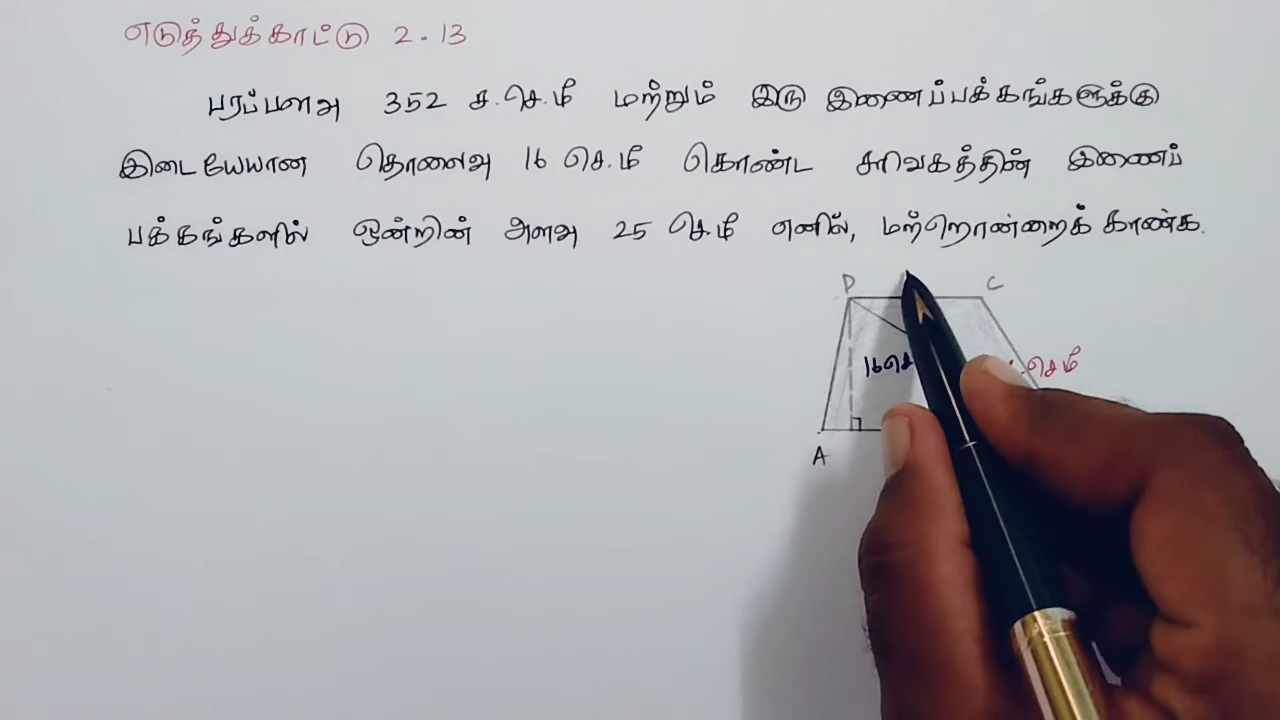 எடுத்துக்காட்டு 2.13
பரப்பளவு 352 ச.செ.மீ மற்றும் இரு இணைப்பக்கங்களுக்கு
இடையேயான தொலைவு 16 செ.மீ கொண்ட சரிவகத்தின் இணைப்
பக்கங்களில் ஒன்றின் அளவு 25 செ.மீ எனில், மற்றொன்றைக் காண்க.
D C
16செ செ.மீ
A